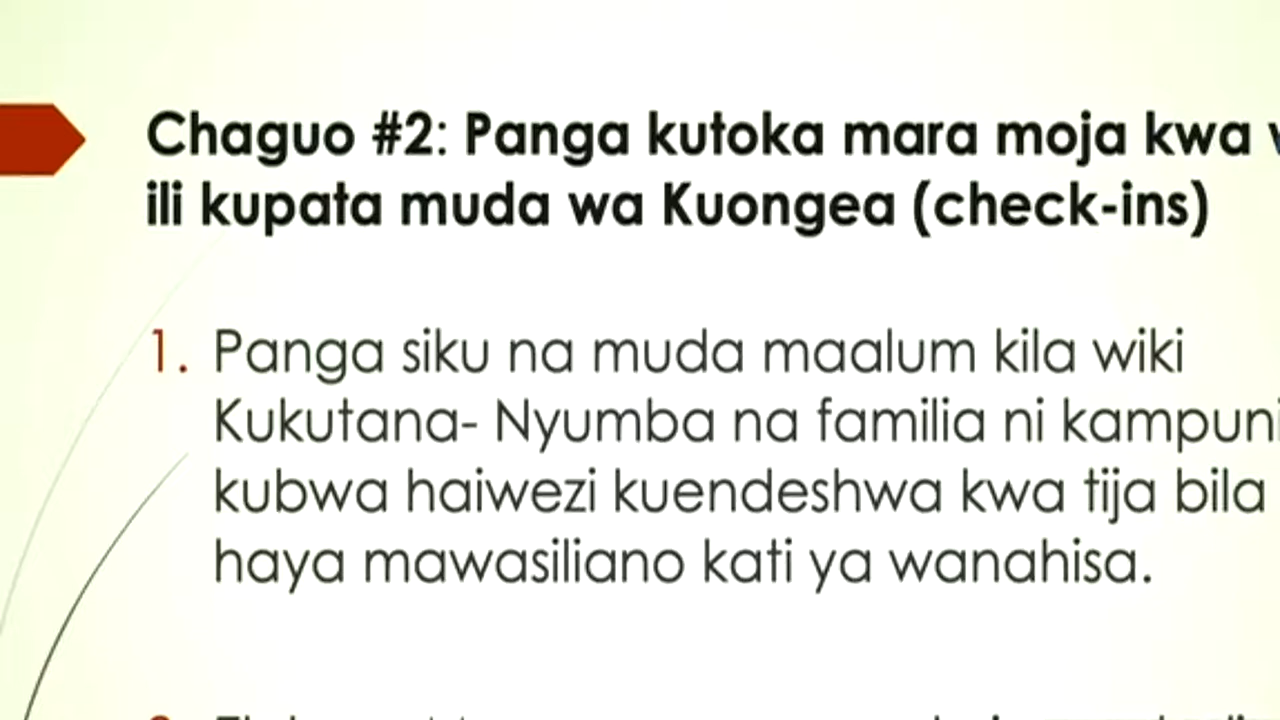 Chaguo #2: Panga kutoka mara moja kwa
ili kupata muda wa Kuongea (check-ins)
1. Panga siku na muda maalum kila wiki
Kukutana- Nyumba na familia ni kampuni
kubwa haiwezi kuendeshwa kwa tija bila
haya mawasiliano kati ya wanahisa.